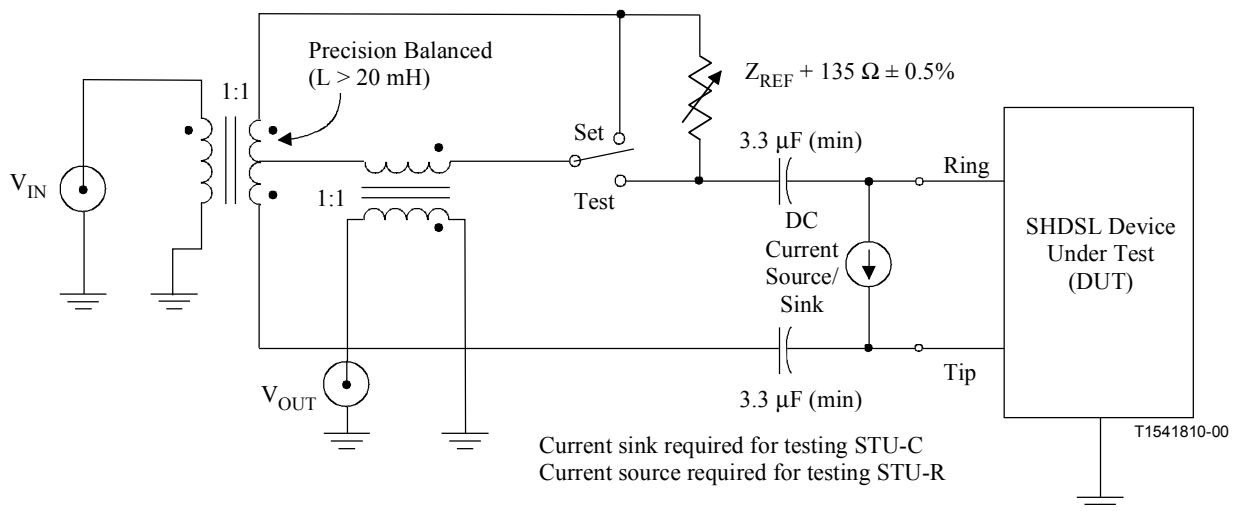 Precision Balanced
(L > 20 mH)
1:1
Z_REF + 135 Ω ± 0.5%
3.3 μF (min)
Set
Ring
V_IN
1:1
Test
DC
Current
Source/
Sink
SHDSL Device
Under Test
(DUT)
Tip
V_OUT
3.3 μF (min)
T1541810-00
Current sink required for testing STU-C
Current source required for testing STU-R